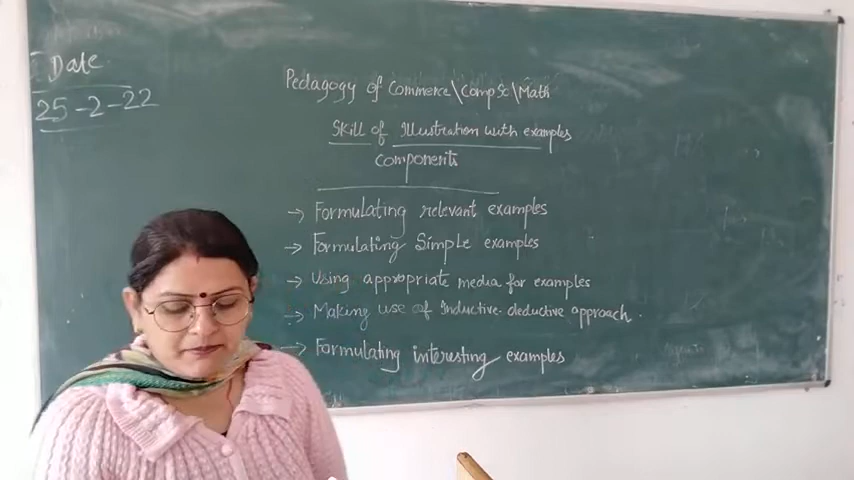 Date
25-2-22
Pedagogy of Commerce\Comp Sc\Math
Skill of Illustration with examples
Components
→ Formulating relevant examples
→ Formulating Simple examples
→ Using appropriate media for examples
→ Making use of Inductive-deductive approach.
→ Formulating interesting examples